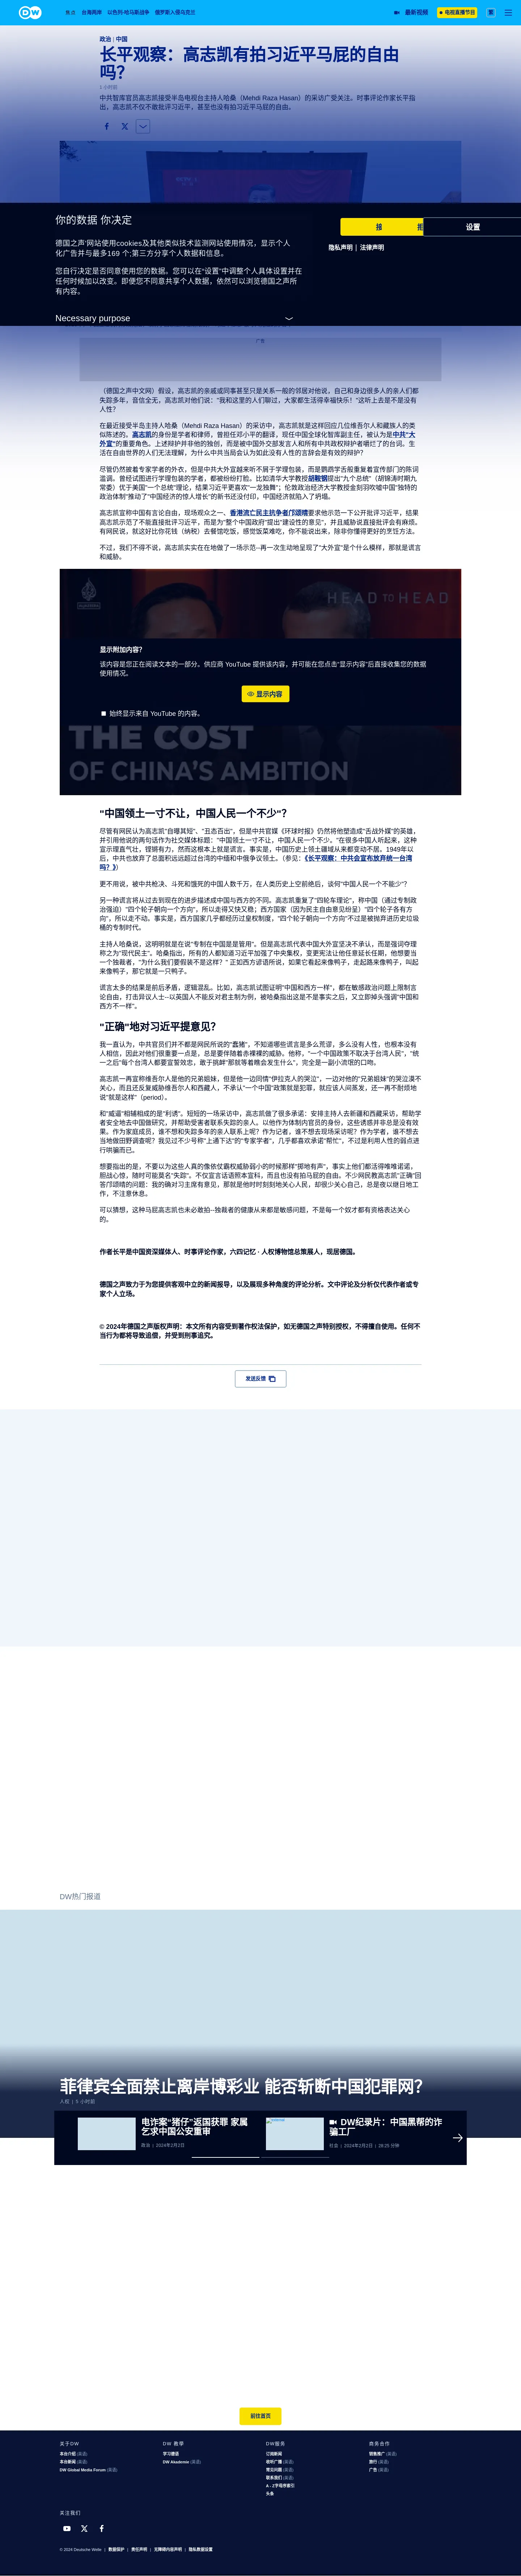 DW
焦点 台海两岸 以色列-哈马斯战争 俄罗斯入侵乌克兰
最新视频
电视直播节目
繁
政治 | 中国
长平观察：高志凯有拍习近平马屁的自由
吗？
1 小时前
中共智库官员高志凯接受半岛电视台主持人哈桑（Mehdi Raza Hasan）的采访广受关注。时事评论作家长平指
出，高志凯不仅不敢批评习近平，甚至也没有拍习近平马屁的自由。
你的数据 你决定
德国之声˙网站使用cookies及其他类似技术监测网站使用情况，显示个人
化广告并与最多169 个;第三方分享个人数据和信息。
您自行决定是否同意使用您的数据。您可以在“设置”中调整个人具体设置并在
任何时候加以改变。即便您不同意共享个人数据，依然可以浏览德国之声所
有内容。
Necessary purpose
设置
隐私声明 | 法律声明
广告
（德国之声中文网）假设，高志凯的亲戚或同事甚至只是关系一般的邻居对他说，自己和身边很多人的亲人们都
失踪多年，音信全无，高志凯对他们说："我和这里的人们聊过，大家都生活得幸福快乐！"这听上去是不是没有
人性？
在最近接受半岛主持人哈桑（Mehdi Raza Hasan）的采访中，高志凯就是这样回应几位维吾尔人和藏族人的类
似陈述的。高志凯的身份是学者和律师，曾担任邓小平的翻译，现任中国全球化智库副主任，被认为是中共"大
外宣"的重要角色。上述辩护并非他的独创，而是被中国外交部发言人和所有中共政权辩护者嚼烂了的台词。生
活在自由世界的人们无法理解，为什么中共当局会认为如此没有人性的言辞会是有效的辩护？
尽管仍然披着专家学者的外衣，但是中共大外宣越来越不屑于学理包装，而是鹦鹉学舌般重复着宣传部门的陈词
滥调。曾经试图进行学理包装的学者，都被纷纷打脸。比如清华大学教授胡鞍钢提出"九个总统"（胡锦涛时期九
常委）优于美国"一个总统"理论，结果习近平更喜欢"一龙独舞"；伦敦政治经济大学教授金刻羽吹嘘中国"独特的
政治体制"推动了"中国经济的惊人增长"的新书还没付印，中国经济就陷入了坍塌。
高志凯宣称中国有言论自由，现场观众之一、香港流亡民主抗争者邝颂晴要求他示范一下公开批评习近平，结果
高志凯示范了不能直接批评习近平，而是为"整个中国政府"提出"建设性的意见"，并且威胁说直接批评会有麻烦。
有网民说，就这好比你花钱（纳税）去餐馆吃饭，感觉饭菜难吃，你不能说出来，除非你懂得更好的烹饪方法。
不过，我们不得不说，高志凯实实在在地做了一场示范--再一次主动地呈现了"大外宣"是个什么模样，那就是谎言
和威胁。
HEAD TO HEAD
显示附加内容?
该内容是您正在阅读文本的一部分。供应商 YouTube 提供该内容，并可能在您点击“显示内容”后直接收集您的数据
使用情况。
显示内容
始终显示来自 YouTube 的内容。
THE COST
OF CHINA'S AMBITION
"中国领土一寸不让，中国人民一个不少"？
尽管有网民认为高志凯"自曝其短"、"丑态百出"，但是中共官媒《环球时报》仍然将他塑造成"舌战外媒"的英雄，
并引用他说的两句话作为社交媒体标题："中国领土一寸不让，中国人民一个不少。"在很多中国人听起来，这种
宣示理直气壮，铿锵有力，然而这根本上就是谎言。事实是，中国历史上领土疆域从来都变动不居。1949年以
后，中共也放弃了总面积远远超过台湾的中缅和中俄争议领土。（参见：《长平观察：中共会宣布放弃统一台湾
吗？》）
更不用说，被中共枪决、斗死和饿死的中国人数千万，在人类历史上空前绝后，谈何"中国人民一个不能少"？
另一种谎言将从过去到现在的进步描述成中国与西方的不同。高志凯重复了"四轮车理论"，称中国（通过专制政
治强迫）"四个轮子朝向一个方向"，所以走得又稳又快；西方国家（因为民主自由意见纷呈）"四个轮子各有方
向"，所以走不动。事实是，西方国家几乎都经历过皇权制度，"四个轮子朝向一个方向"不过是被抛弃进历史垃圾
桶的专制时代。
主持人哈桑说，这明明就是在说"专制在中国是是管用"。但是高志凯代表中国大外宣坚决不承认，而是强词夺理
称之为"现代民主"。哈桑指出，所有的人都知道习近平加强了中央集权，变更宪法让他任意延长任期，他想要当
一个独裁者，"为什么我们要假装不是这样？" 正如西方谚语所说，如果它看起来像鸭子，走起路来像鸭子，叫起
来像鸭子，那它就是一只鸭子。
谎言太多的结果是前后矛盾，逻辑混乱。比如，高志凯试图证明"中国和西方一样"，都在敏感政治问题上限制言
论自由，打击异议人士--以英国人不能反对君主制为例，被哈桑指出这是不是事实之后，又立即掉头强调"中国和
西方不一样"。
"正确"地对习近平提意见？
我一直认为，中共官员们并不都是网民所说的"蠢猪"，不知道哪些谎言是多么荒谬，多么没有人性，也根本没有
人相信，因此对他们很重要一点是，总是要伴随着赤裸裸的威胁。他称，"一个中国政策不取决于台湾人民"，"统
一之后"每个台湾人都要宣誓效忠，敢于挑衅"那就等着瞧会发生什么"。完全是一副小流氓的口吻。
高志凯一再宣称维吾尔人是他的兄弟姐妹，但是他一边同情"伊拉克人的哭泣"，一边对他的"兄弟姐妹"的哭泣漠不
关心，而且还反复威胁维吾尔人和西藏人，不承认"一个中国"政策就是犯罪，就应该人间蒸发，还一再不耐烦地
说"就是这样"（period）。
和"威逼"相辅相成的是"利诱"。短短的一场采访中，高志凯做了很多承诺：安排主持人去新疆和西藏采访，帮助学
者安全地去中国做研究，并帮助受害者联系失踪的亲人。以他作为体制内官员的身份，这些诱惑并非总是没有效
果。作为家庭成员，谁不想和失踪多年的亲人联系上呢？作为记者，谁不想去现场采访呢？作为学者，谁不想去
当地做田野调查呢？我见过不少号称"上通下达"的"专家学者"，几乎都喜欢承诺"帮忙"，不过是利用人性的弱点进
行哄骗而已。
想要指出的是，不要以为这些人真的像依仗霸权威胁弱小的时候那样"掷地有声"，事实上他们都活得唯唯诺诺，
胆战心惊，随时可能莫名"失踪"。不仅宣言话语照本宣科，而且也没有拍马屁的自由。不少网民教高志凯"正确"回
答邝颂晴的问题：我的确对习主席有意见，那就是他时时刻刻地关心人民，却很少关心自己，总是夜以继日地工
作，不注意休息。
可以猜想，这种马屁高志凯也未必敢拍--独裁者的健康从来都是敏感问题，不是每一个奴才都有资格表达关心
的。
作者长平是中国资深媒体人、时事评论作家，六四记忆 · 人权博物馆总策展人，现居德国。
德国之声致力于为您提供客观中立的新闻报导，以及展现多种角度的评论分析。文中评论及分析仅代表作者或专
家个人立场。
© 2024年德国之声版权声明：本文所有内容受到著作权法保护，如无德国之声特别授权，不得擅自使用。任何不
当行为都将导致追偿，并受到刑事追究。
发送反馈
DW热门报道
菲律宾全面禁止离岸博彩业 能否斩断中国犯罪网？
人权 | 9 小时前
电诈案“猪仔”返国获罪 家属
乞求中国公安重审
政治 | 2024年2月2日
DW纪录片：中国黑帮的诈
骗工厂
社会 | 2024年2月2日 | 28:25 分钟
前往首页
关于DW
本台介绍 (英语)
本台新闻 (英语)
DW Global Media Forum (英语)
DW 教學
学习德语
DW Akademie (英语)
DW服务
订阅新闻
收听广播 (英语)
常见问题 (英语)
联系我们 (英语)
A - Z字母序索引
头条
商务合作
销售推广 (英语)
旅行 (英语)
广告 (英语)
关注我们
© 2024 Deutsche Welle | 数据保护 | 责任声明 | 无障碍内容声明 | 隐私数据设置